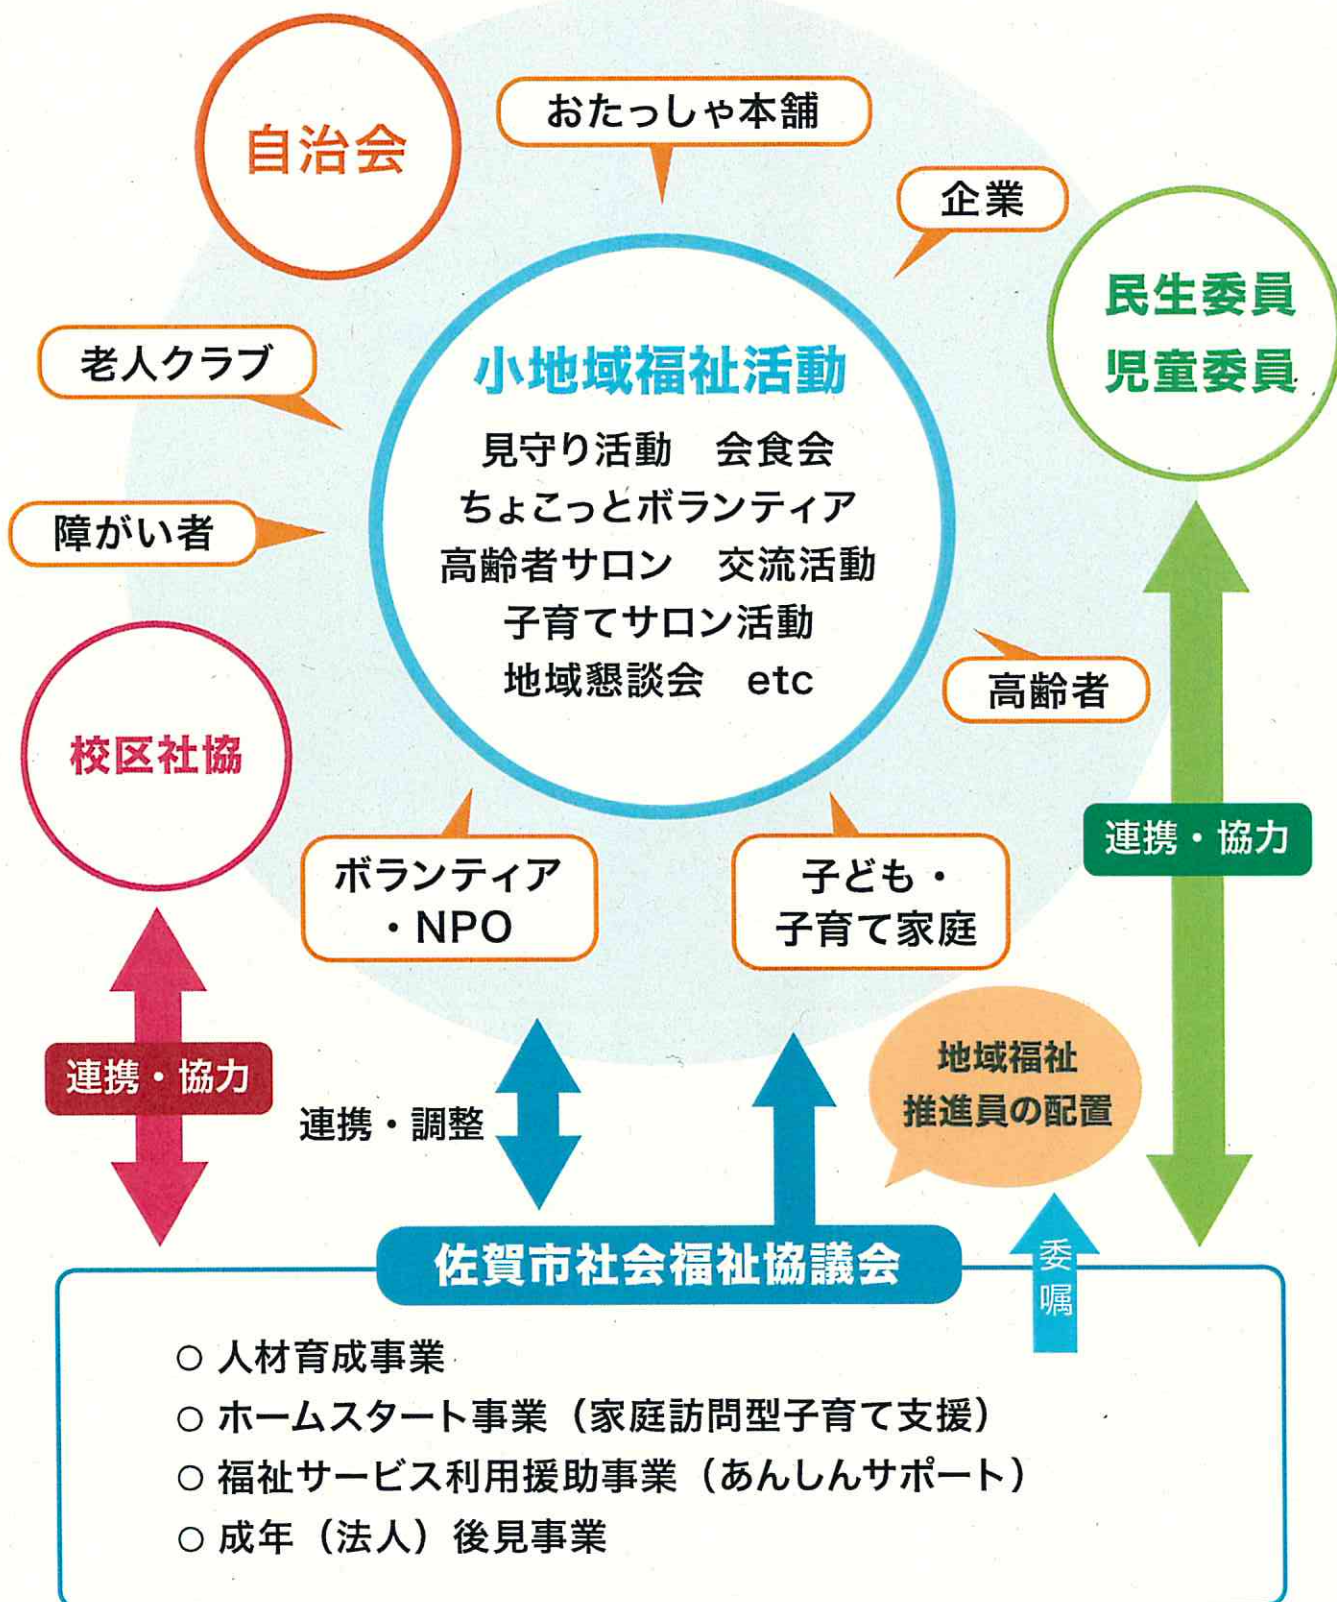 自治会
おたっしゃ本舗
企業
民生委員
児童委員
老人クラブ
小地域福祉活動
見守り活動　会食会
ちょこっとボランティア
高齢者サロン　交流活動
子育てサロン活動
地域懇談会　etc
障がい者
高齢者
校区社協
ボランティア
・NPO
子ども・
子育て家庭
連携・協力
連携・協力
連携・調整
地域福祉
推進員の配置
委嘱
佐賀市社会福祉協議会
○ 人材育成事業
○ ホームスタート事業（家庭訪問型子育て支援）
○ 福祉サービス利用援助事業（あんしんサポート）
○ 成年（法人）後見事業